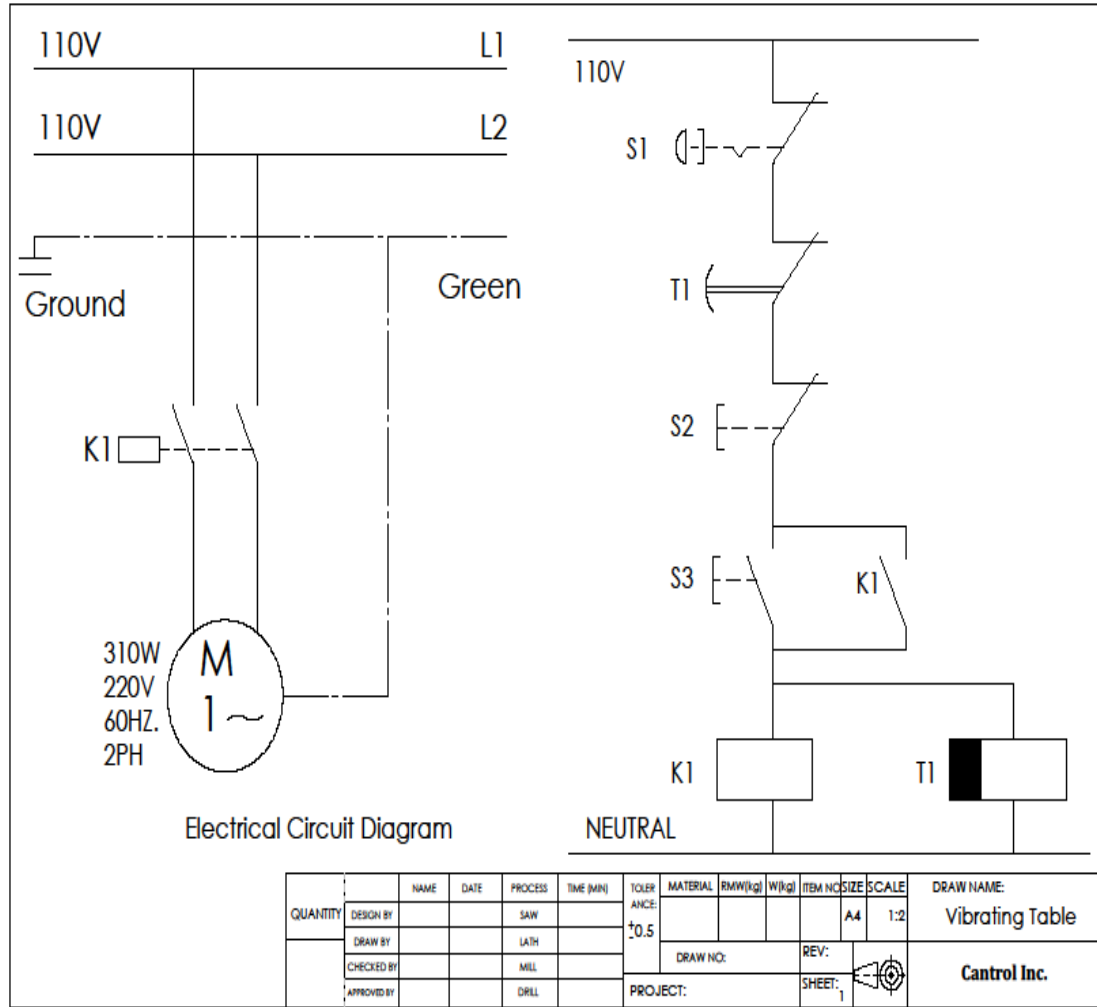 110V L1
110V L2
Ground
Green
K1
310W
220V
60HZ.
2PH
M
1~
Electrical Circuit Diagram
110V
S1
T1
S2
S3
K1
K1
T1
NEUTRAL
QUANTITY
NAME DATE PROCESS TIME (MIN)
DESIGN BY SAW
DRAW BY LATH
CHECKED BY MILL
APPROVED BY DRILL
TOLER
ANCE:
±0.5
MATERIAL RMW(kg) W(kg) ITEM NO SIZE SCALE
A4 1:2
DRAW NO:
REV:
PROJECT:
SHEET: 1
DRAW NAME:
Vibrating Table
Cantrol Inc.